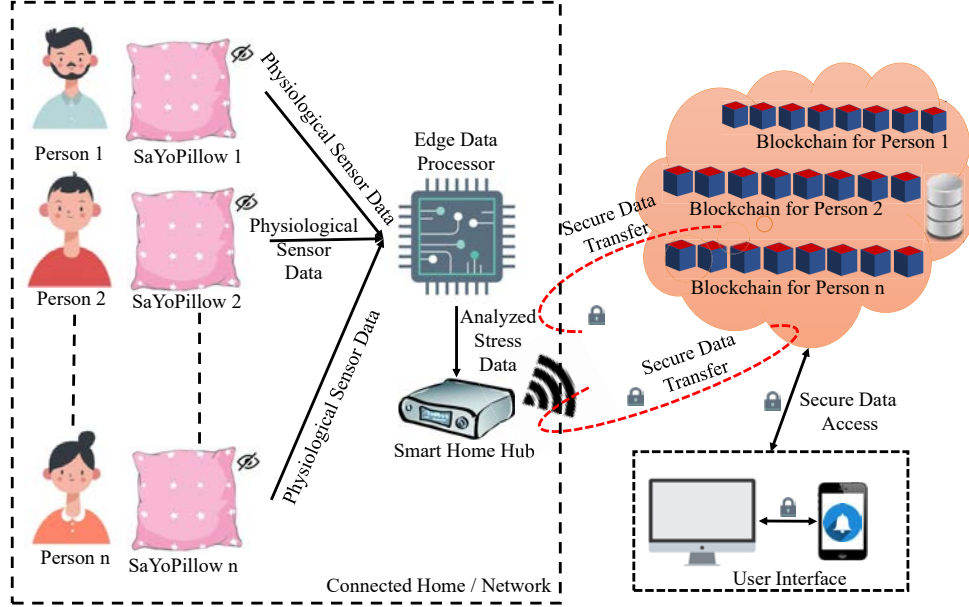 Person 1
SaYoPillow 1
Physiological Sensor Data
Person 2
SaYoPillow 2
Physiological
Sensor
Data
Person n
SaYoPillow n
Physiological Sensor Data
Edge Data
Processor
Analyzed
Stress
Data
Smart Home Hub
Connected Home / Network
Secure Data
Transfer
Secure Data
Transfer
Blockchain for Person 1
Blockchain for Person 2
Blockchain for Person n
Secure Data
Access
User Interface